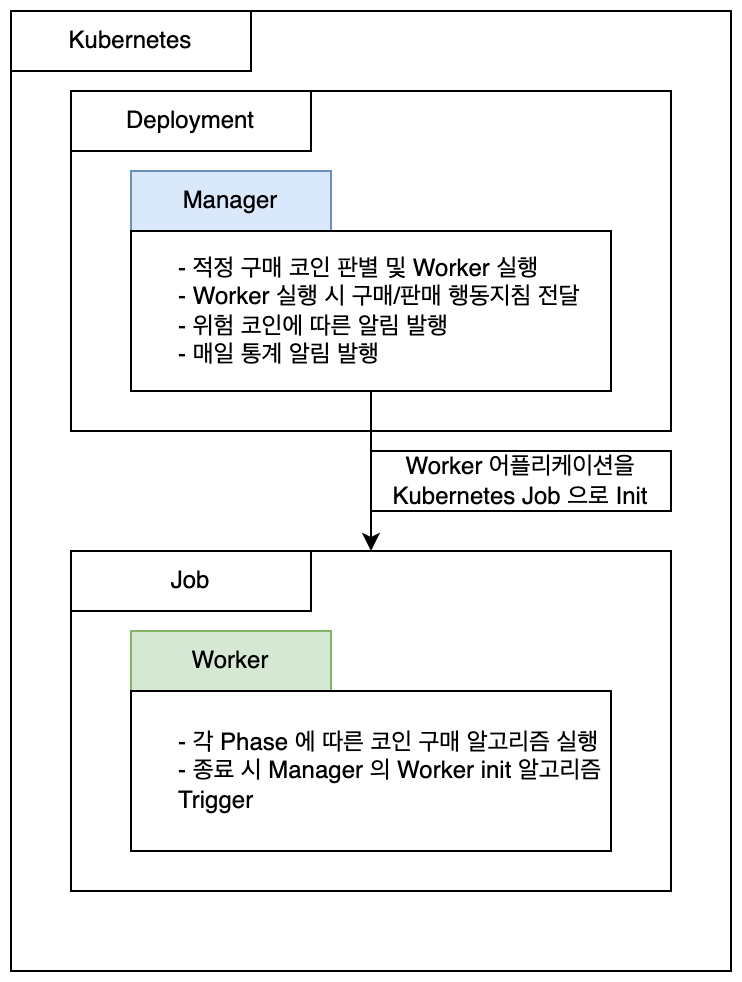 Kubernetes
Deployment
Manager
- 적정 구매 코인 판별 및 Worker 실행
- Worker 실행 시 구매/판매 행동지침 전달
- 위험 코인에 따른 알림 발행
- 매일 통계 알림 발행
Worker 어플리케이션을
Kubernetes Job 으로 Init
Job
Worker
- 각 Phase 에 따른 코인 구매 알고리즘 실행
- 종료 시 Manager 의 Worker init 알고리즘
Trigger